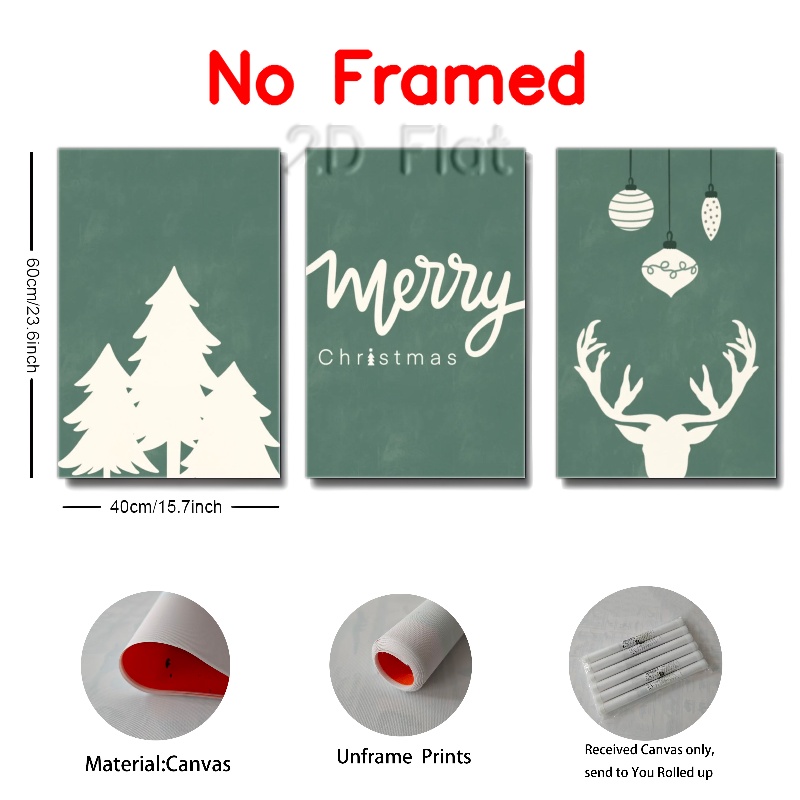 No Framed
2D Flat
60cm/23.6inch
Merry
Christmas
40cm/15.7inch
Material:Canvas
Unframe Prints
Received Canvas only,
send to You Rolled up